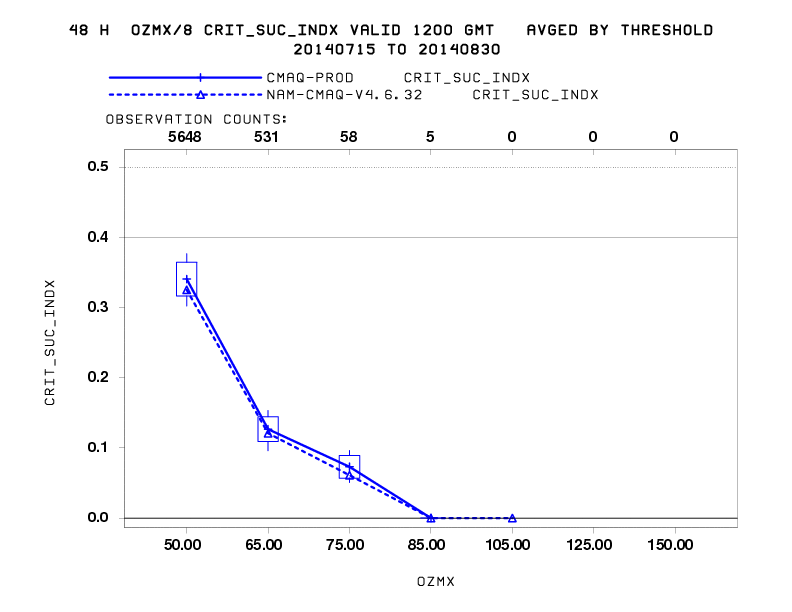 48 H  OZMX/8 CRIT_SUC_INDX VALID 1200 GMT   AVGED BY THRESHOLD
20140715 TO 20140830
CMAQ-PROD     CRIT_SUC_INDX
NAM-CMAQ-V4.6.32     CRIT_SUC_INDX
OBSERVATION COUNTS:
5648 531 58 5 0 0 0
0.5
0.4
0.3
0.2
0.1
0.0
CRIT_SUC_INDX
50.00 65.00 75.00 85.00 105.00 125.00 150.00
OZMX